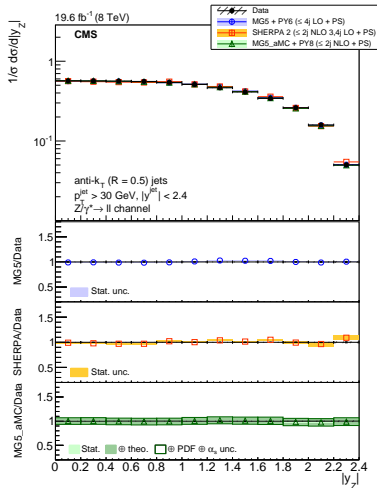 19.6 fb⁻¹ (8 TeV)
Data
MG5 + PY6 (≤ 4j LO + PS)
SHERPA 2 (≤ 2j NLO 3,4j LO + PS)
MG5_aMC + PY8 (≤ 2j NLO + PS)
CMS
1/σ dσ/d|y_Z|
1
10⁻¹
anti-k_T (R = 0.5) jets
p_T^jet > 30 GeV, |y^jet| < 2.4
Z/γ*→ ll channel
MG5/Data
1.5
1
0.5
Stat. unc.
SHERPA/Data
1.5
1
0.5
Stat. unc.
MG5_aMC/Data
1.5
1
0.5
Stat. ⊕ theo. ⊕ PDF ⊕ α_s unc.
0 0.2 0.4 0.6 0.8 1 1.2 1.4 1.6 1.8 2 2.2 2.4
|y_Z|